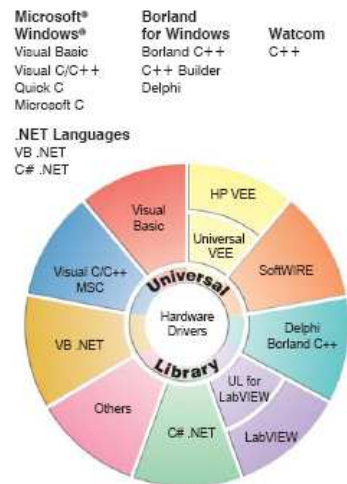 Microsoft®
Windows®
Visual Basic
Visual C/C++
Quick C
Microsoft C
Borland
for Windows
Borland C++
C++ Builder
Delphi
Watcom
C++
.NET Languages
VB .NET
C# .NET
HP VEE
Universal
VEE
Visual
Basic
SoftWIRE
Visual C/C++
MSC
Universal
Hardware
Drivers
Library
Delphi
Borland C++
VB .NET
UL for
LabVIEW
LabVIEW
Others
C# .NET